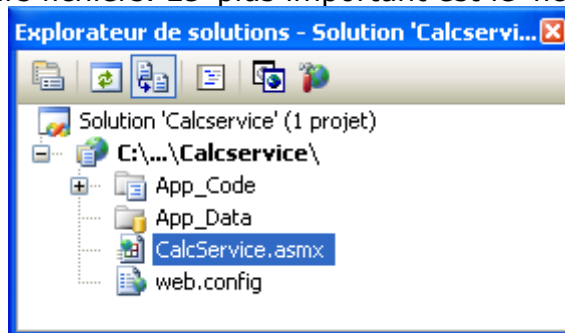 Explorateur de solutions - Solution 'Calcservi...
Solution 'Calcservice' (1 projet)
C:\...\Calcservice\
App_Code
App_Data
CalcService.asmx
web.config